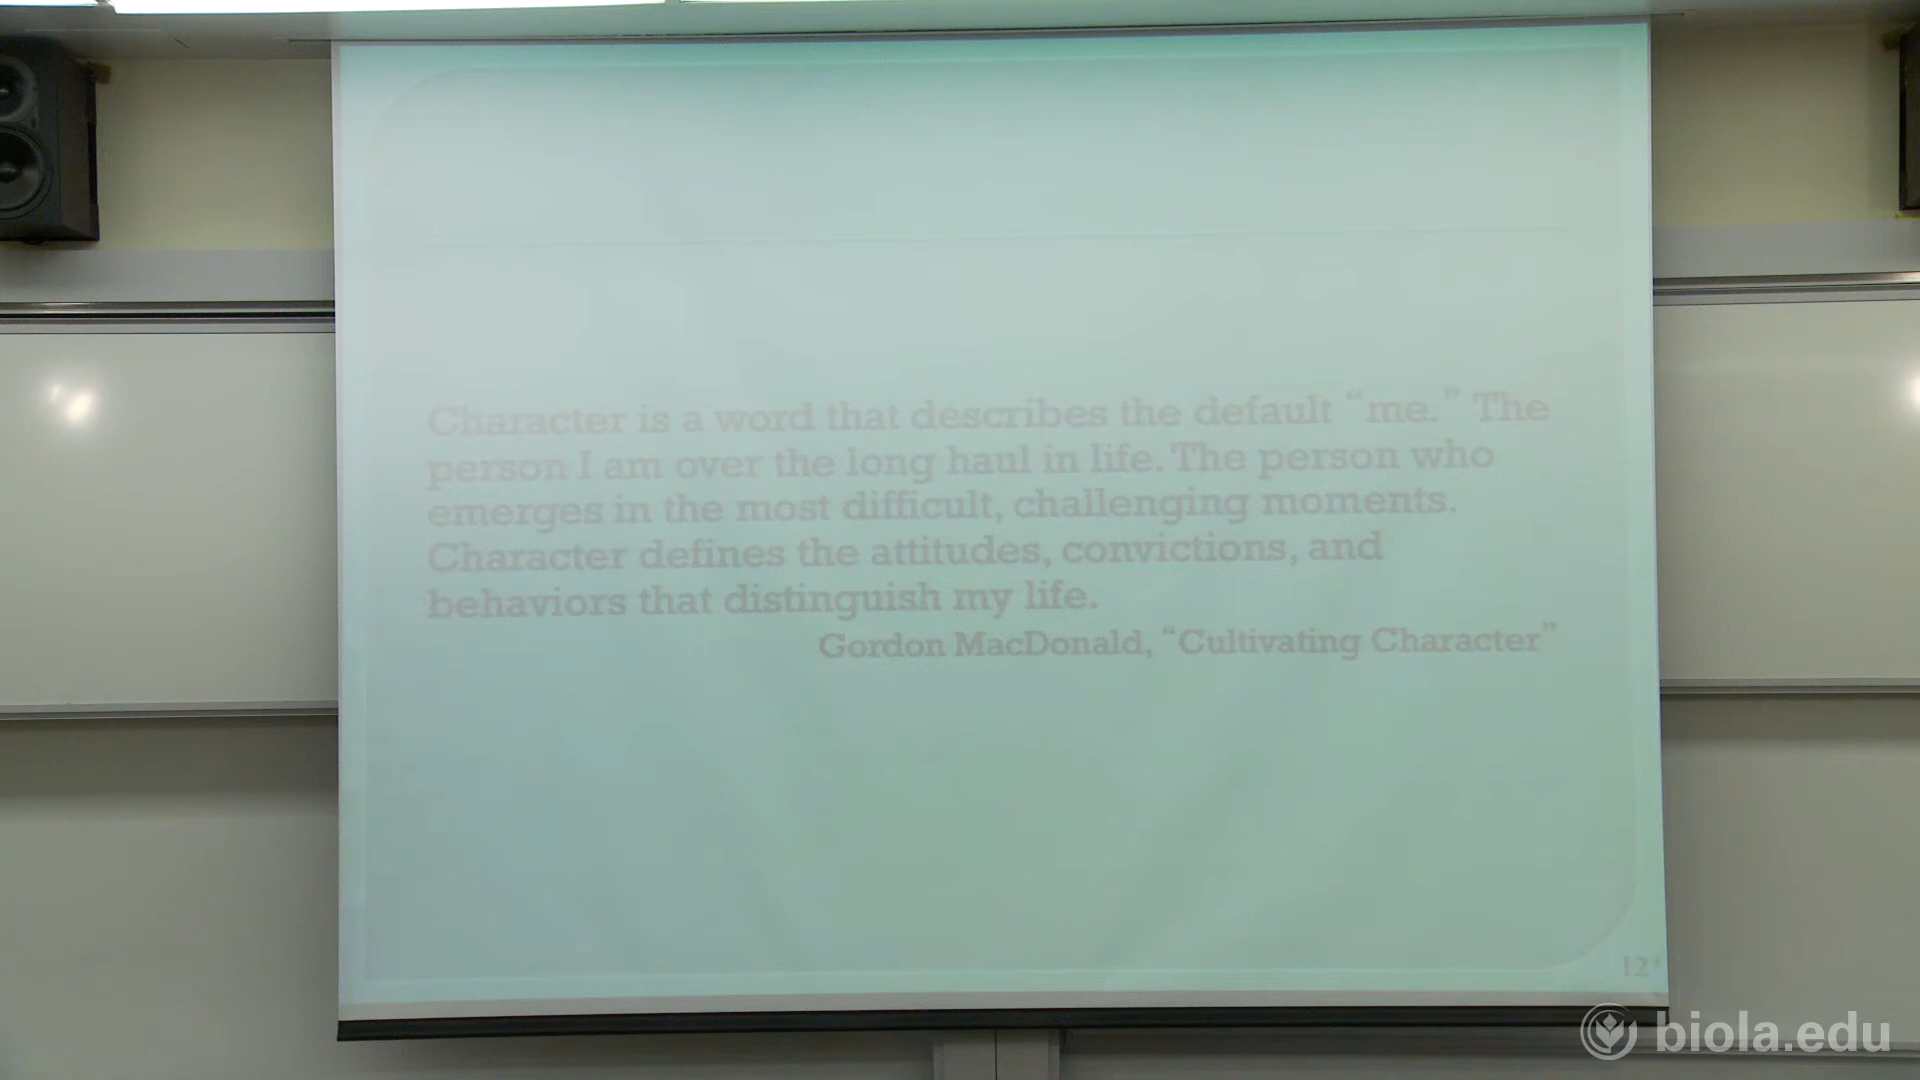 Character is a word that describes the default “me.” The
person I am over the long haul in life. The person who
emerges in the most difficult, challenging moments.
Character defines the attitudes, convictions, and
behaviors that distinguish my life.
Gordon MacDonald, “Cultivating Character”
12
biola.edu